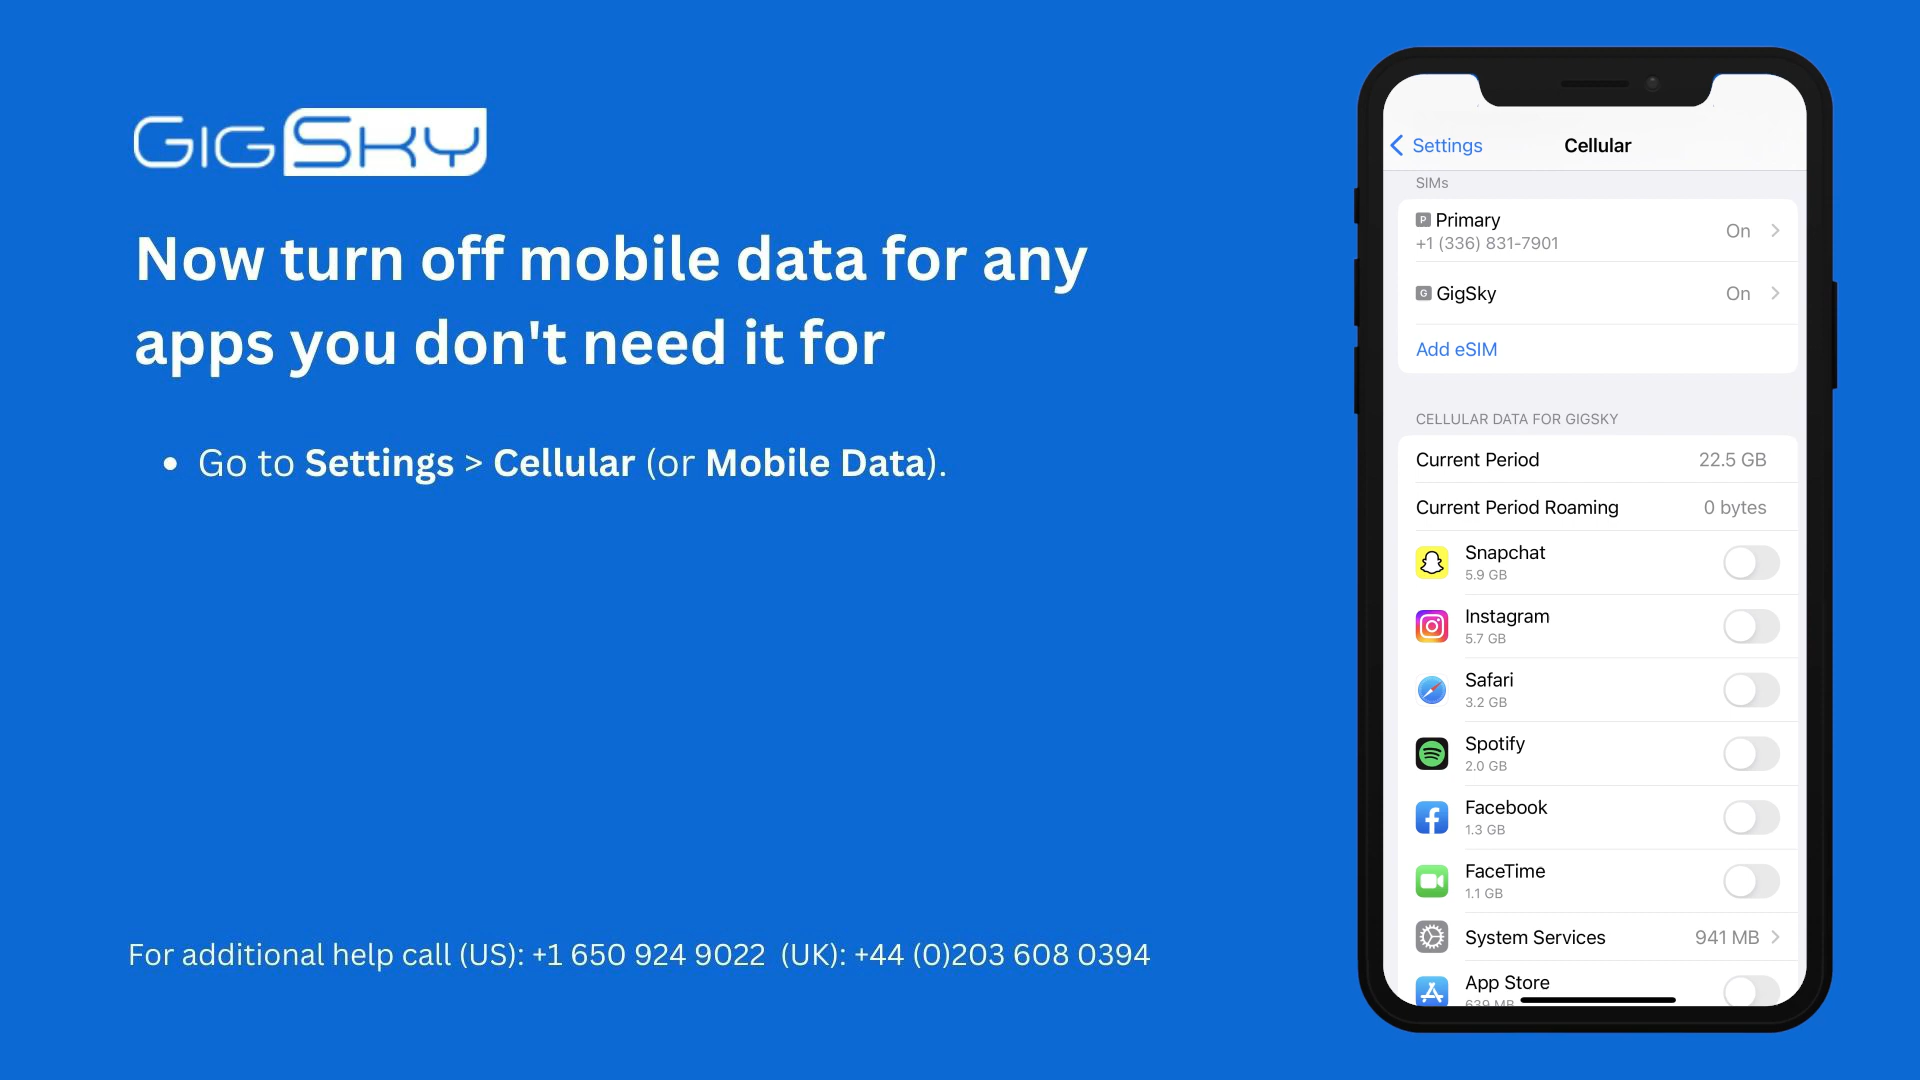 GIGSKY
Now turn off mobile data for any
apps you don't need it for
• Go to Settings > Cellular (or Mobile Data).
For additional help call (US): +1 650 924 9022 (UK): +44 (0)203 608 0394
Settings
Cellular
SIMs
P Primary
On
+1 (336) 831-7901
G GigSky
On
Add eSIM
CELLULAR DATA FOR GIGSKY
Current Period
22.5 GB
Current Period Roaming
0 bytes
Snapchat
5.9 GB
Instagram
5.7 GB
Safari
3.2 GB
Spotify
2.0 GB
Facebook
1.3 GB
FaceTime
1.1 GB
System Services
941 MB
App Store
639 MB